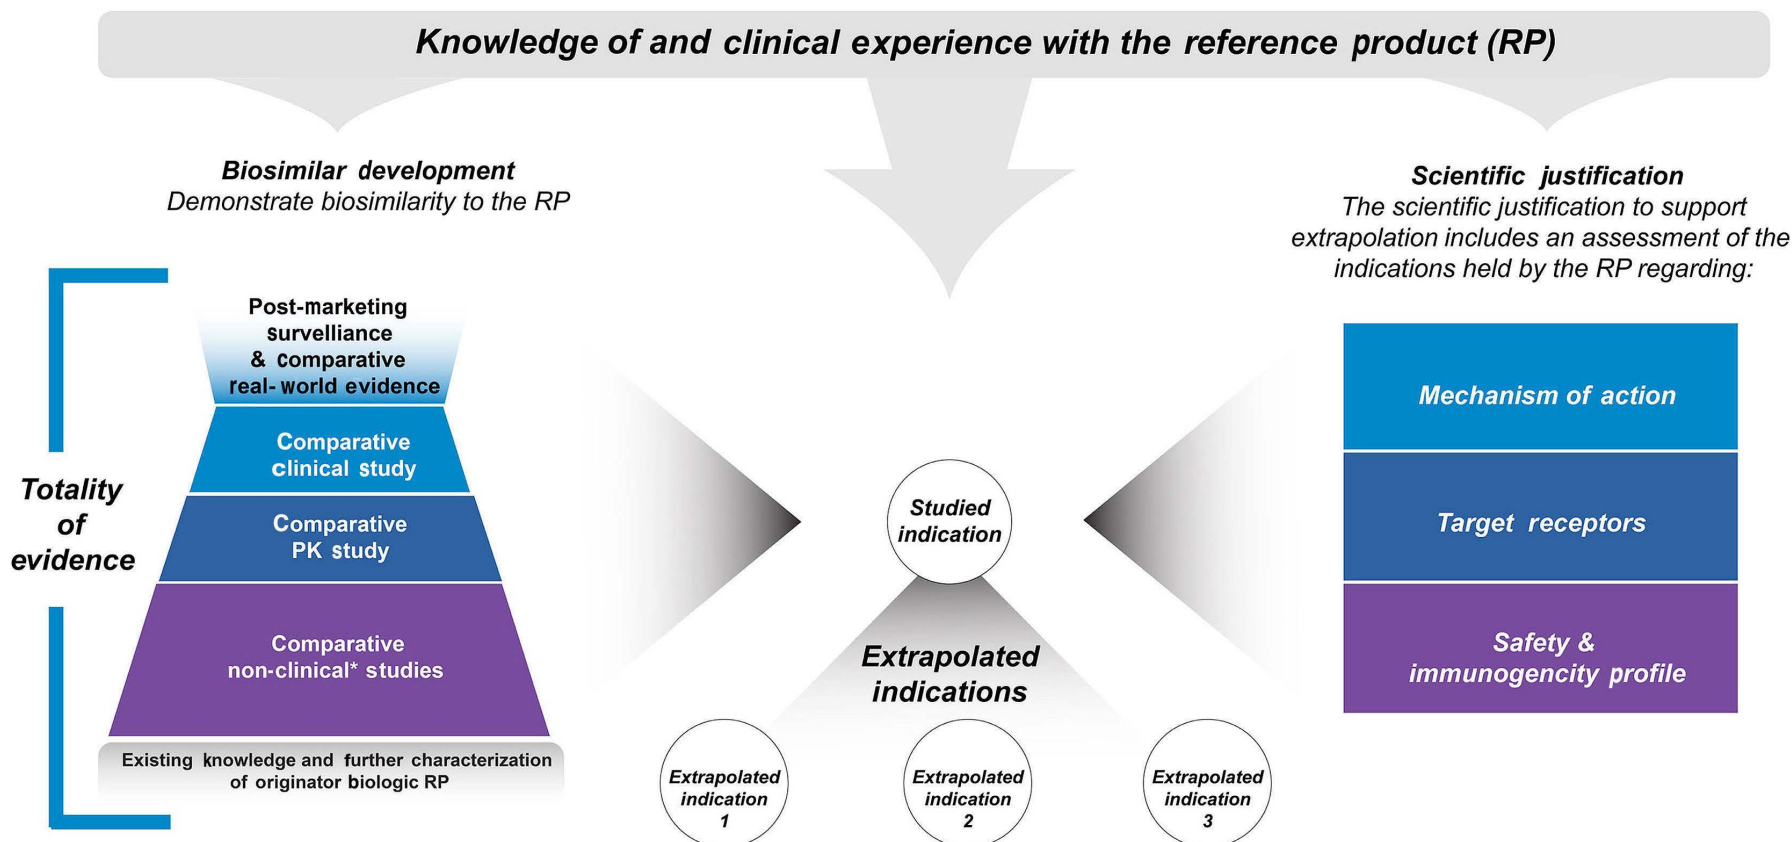 Knowledge of and clinical experience with the reference product (RP)
Biosimilar development
Demonstrate biosimilarity to the RP
Totality
of
evidence
Post-marketing
survelliance
& comparative
real-world evidence
Comparative
clinical study
Comparative
PK study
Comparative
non-clinical* studies
Existing knowledge and further characterization
of originator biologic RP
Studied
indication
Extrapolated
indications
Extrapolated
indication
1
Extrapolated
indication
2
Extrapolated
indication
3
Scientific justification
The scientific justification to support
extrapolation includes an assessment of the
indications held by the RP regarding:
Mechanism of action
Target receptors
Safety &
immunogencity profile